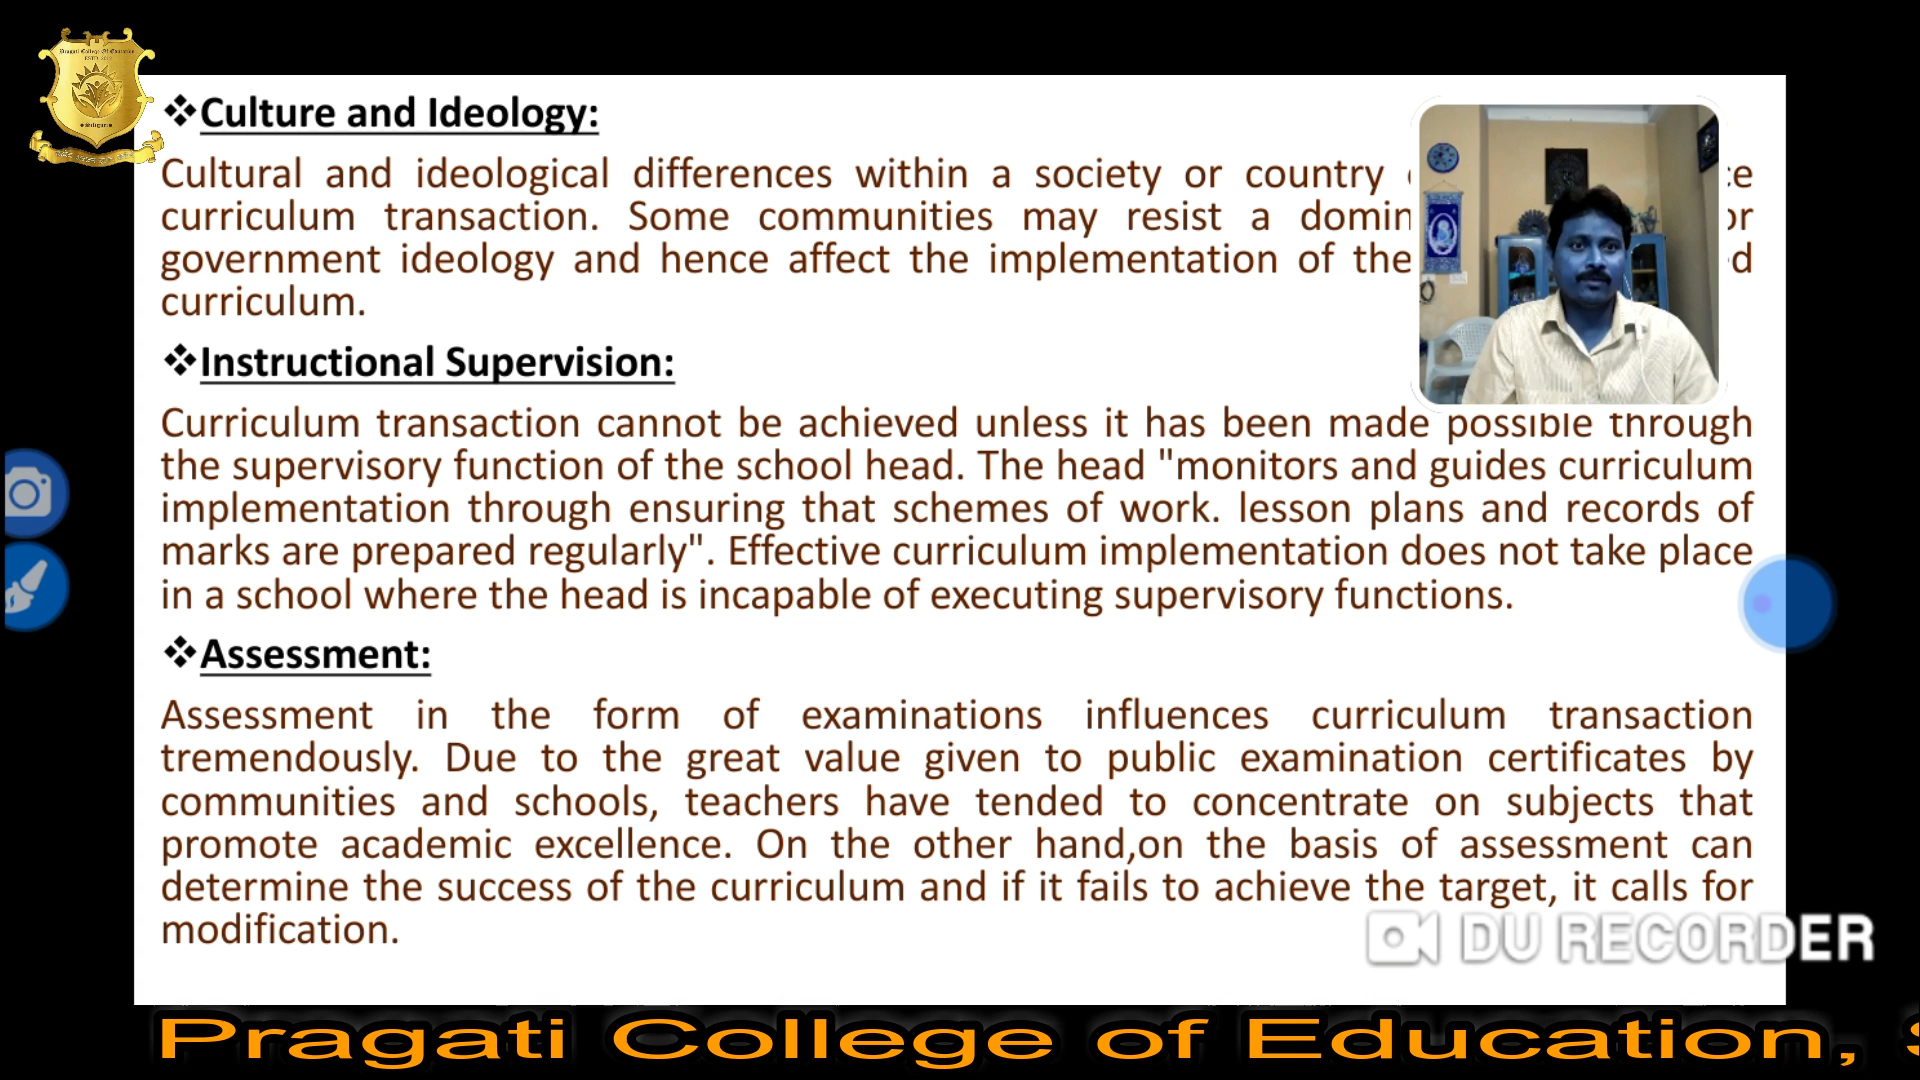 Pragati College Of Education
❖Culture and Ideology:
Cultural and ideological differences within a society or country
curriculum transaction. Some communities may resist a
government ideology and hence affect the implementation of the
curriculum.
❖Instructional Supervision:
Curriculum transaction cannot be achieved unless it has been made possible through
the supervisory function of the school head. The head "monitors and guides curriculum
implementation through ensuring that schemes of work. lesson plans and records of
marks are prepared regularly". Effective curriculum implementation does not take place
in a school where the head is incapable of executing supervisory functions.
❖Assessment:
Assessment in the form of examinations influences curriculum transaction
tremendously. Due to the great value given to public examination certificates by
communities and schools, teachers have tended to concentrate on subjects that
promote academic excellence. On the other hand,on the basis of assessment can
determine the success of the curriculum and if it fails to achieve the target, it calls for
modification.
DU RECORDER
Pragati College of Education,